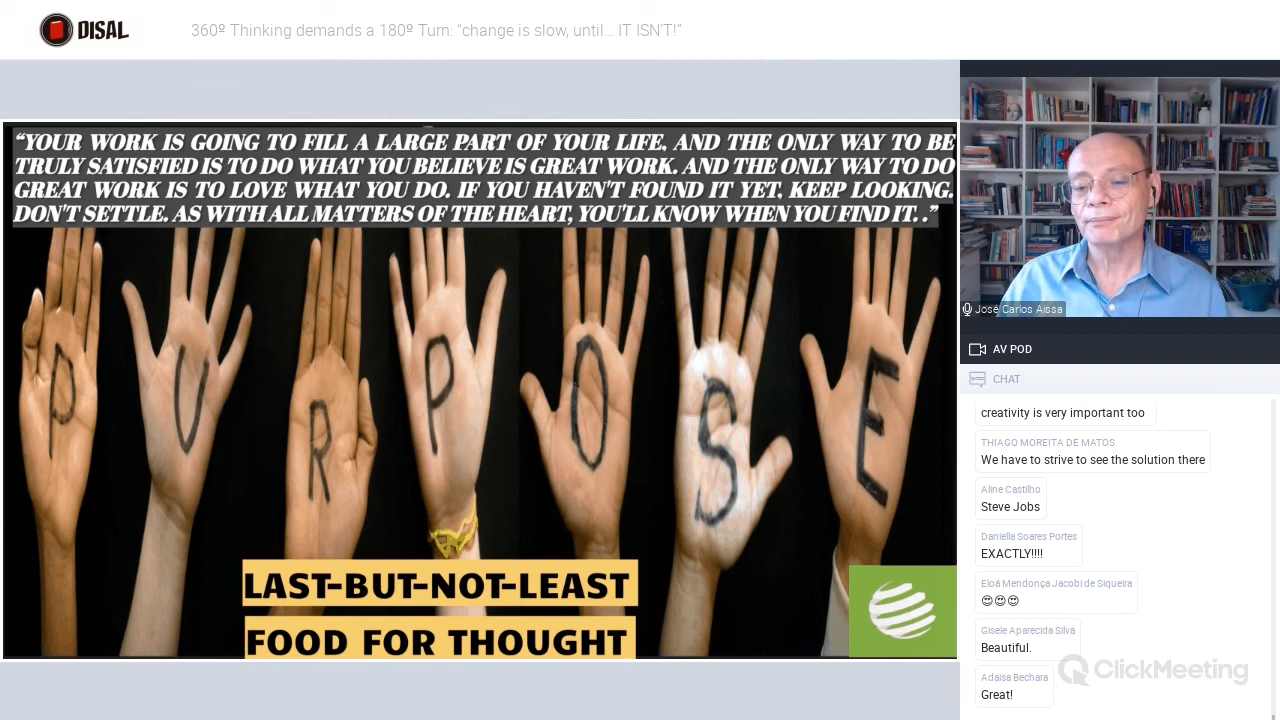 DISAL
360º Thinking demands a 180º Turn: “change is slow, until... IT ISN'T!”
“YOUR WORK IS GOING TO FILL A LARGE PART OF YOUR LIFE, AND THE ONLY WAY TO BE
TRULY SATISFIED IS TO DO WHAT YOU BELIEVE IS GREAT WORK. AND THE ONLY WAY TO DO
GREAT WORK IS TO LOVE WHAT YOU DO. IF YOU HAVEN'T FOUND IT YET, KEEP LOOKING.
DON'T SETTLE. AS WITH ALL MATTERS OF THE HEART, YOU'LL KNOW WHEN YOU FIND IT. .”
PURPOSE
LAST-BUT-NOT-LEAST
FOOD FOR THOUGHT
José Carlos Aissa
AV POD
CHAT
creativity is very important too
THIAGO MOREITA DE MATOS
We have to strive to see the solution there
Aline Castilho
Steve Jobs
Daniella Soares Portes
EXACTLY!!!!
Eloá Mendonça Jacobi de Siqueira
😍😍😍
Gisele Aparecida Silva
Beautiful.
Adaisa Bechara
Great!
ClickMeeting